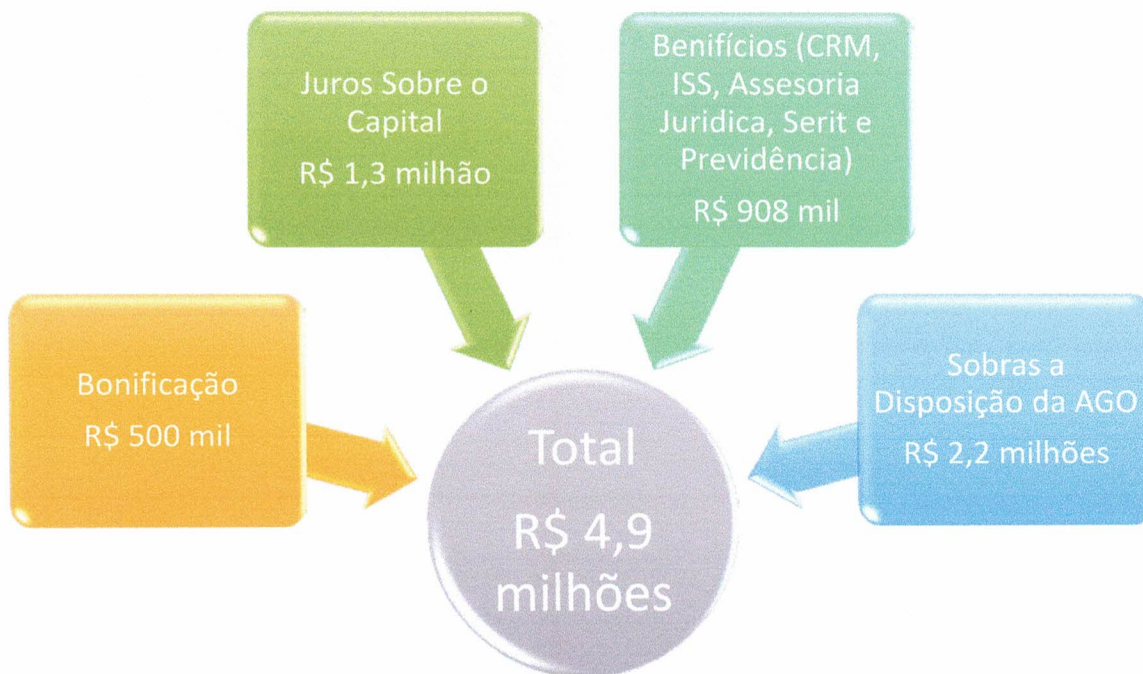 Juros Sobre o
Capital
R$ 1,3 milhão
Benifícios (CRM,
ISS, Assesoria
Juridica, Serit e
Previdência)
R$ 908 mil
Bonificação
R$ 500 mil
Sobras a
Disposição da AGO
R$ 2,2 milhões
Total
R$ 4,9
milhões